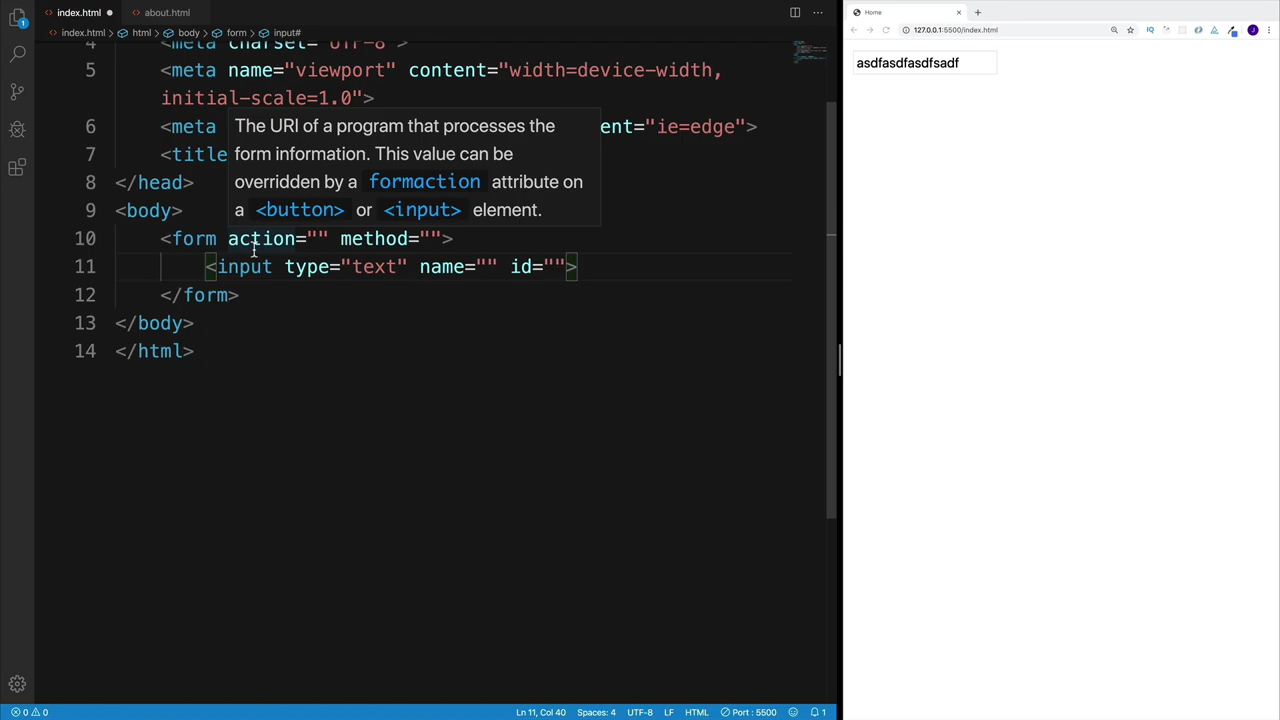 index.html
about.html
index.html
html
body
form
input#
4 <meta charset="UTF-8">
5 <meta name="viewport" content="width=device-width,
initial-scale=1.0">
6 <meta
ent="ie=edge">
7 <title
8 </head>
9 <body>
10 <form action="" method="">
11 <input type="text" name="" id="">
12 </form>
13 </body>
14 </html>
The URI of a program that processes the
form information. This value can be
overridden by a formaction attribute on
a <button> or <input> element.
1
0 0
Ln 11, Col 40
Spaces: 4
UTF-8
LF
HTML
Port : 5500
1
Home
127.0.0.1:5500/index.html
IQ
J
asdfasdfasdfsadf